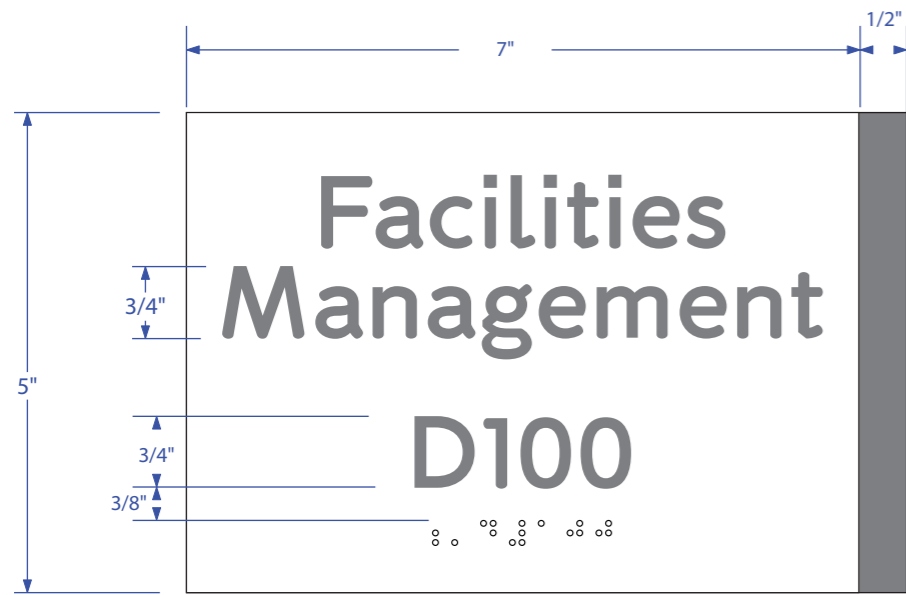 1/2"
7"
Facilities
Management
3/4"
5"
D100
3/4"
3/8"